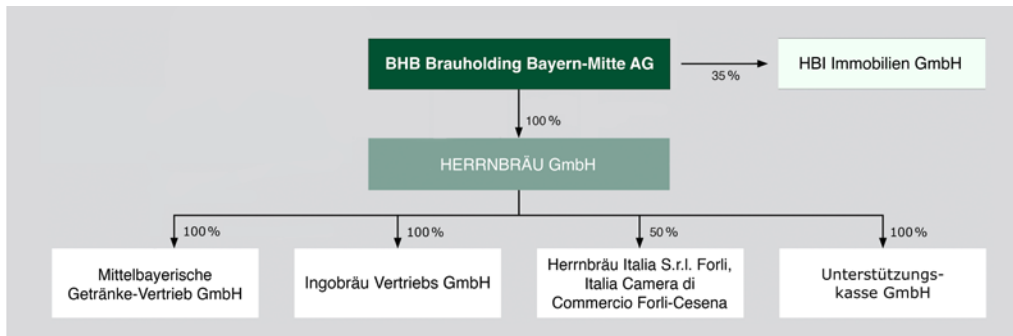 BHB Brauholding Bayern-Mitte AG
35 %
HBI Immobilien GmbH
100 %
HERRNBRÄU GmbH
100 %
100 %
50 %
100 %
Mittelbayerische
Getränke-Vertrieb GmbH
Ingobräu Vertriebs GmbH
Herrnbräu Italia S.r.l. Forli,
Italia Camera di
Commercio Forli-Cesena
Unterstützungs-
kasse GmbH